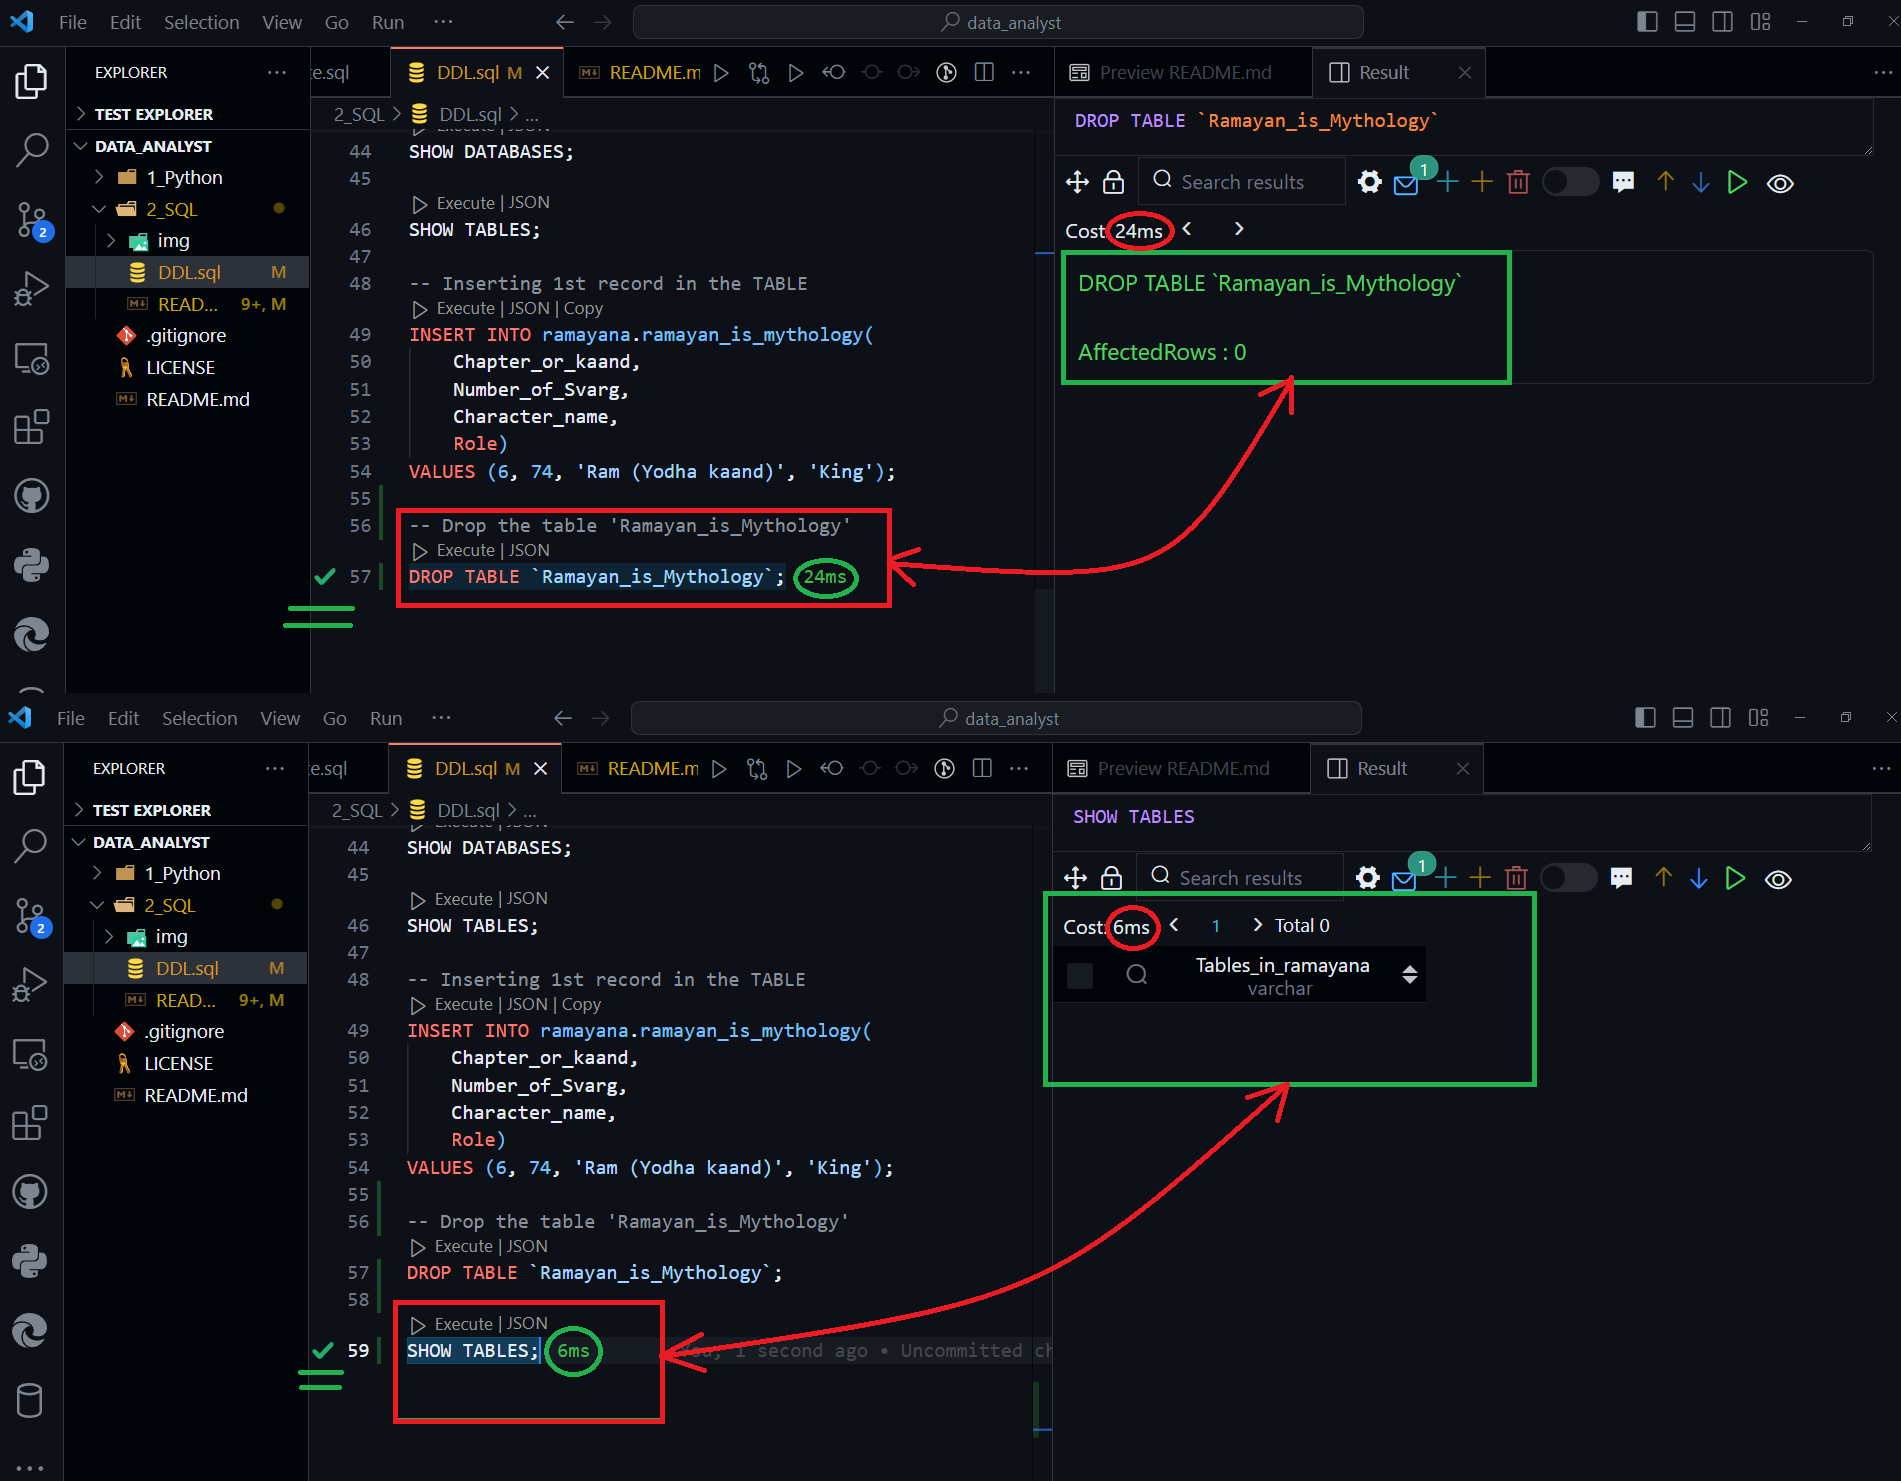 File Edit Selection View Go Run ··· data_analyst
EXPLORER ···
TEST EXPLORER
DATA_ANALYST
1_Python
2_SQL
img
DDL.sql M
READ... 9+, M
.gitignore
LICENSE
README.md
2
DDL.sql M
README.m
2_SQL > DDL.sql > ...
Execute | JSON
44 SHOW DATABASES;
45
Execute | JSON
46 SHOW TABLES;
47
48 -- Inserting 1st record in the TABLE
Execute | JSON | Copy
49 INSERT INTO ramayana.ramayan_is_mythology(
50 Chapter_or_kaand,
51 Number_of_Svarg,
52 Character_name,
53 Role)
54 VALUES (6, 74, 'Ram (Yodha kaand)', 'King');
55
56 -- Drop the table 'Ramayan_is_Mythology'
Execute | JSON
57 DROP TABLE `Ramayan_is_Mythology`; 24ms
Preview README.md
Result
DROP TABLE `Ramayan_is_Mythology`
Search results
1
Cost: 24ms
DROP TABLE `Ramayan_is_Mythology`
AffectedRows : 0
File Edit Selection View Go Run ··· data_analyst
EXPLORER ···
TEST EXPLORER
DATA_ANALYST
1_Python
2_SQL
img
DDL.sql M
READ... 9+, M
.gitignore
LICENSE
README.md
2
DDL.sql M
README.m
2_SQL > DDL.sql > ...
Execute | JSON
44 SHOW DATABASES;
45
Execute | JSON
46 SHOW TABLES;
47
48 -- Inserting 1st record in the TABLE
Execute | JSON | Copy
49 INSERT INTO ramayana.ramayan_is_mythology(
50 Chapter_or_kaand,
51 Number_of_Svarg,
52 Character_name,
53 Role)
54 VALUES (6, 74, 'Ram (Yodha kaand)', 'King');
55
56 -- Drop the table 'Ramayan_is_Mythology'
Execute | JSON
57 DROP TABLE `Ramayan_is_Mythology`;
58
Execute | JSON
59 SHOW TABLES; 6ms 1 second ago • Uncommitted
Preview README.md
Result
SHOW TABLES
Search results
1
Cost: 6ms 1 Total 0
Tables_in_ramayana
varchar